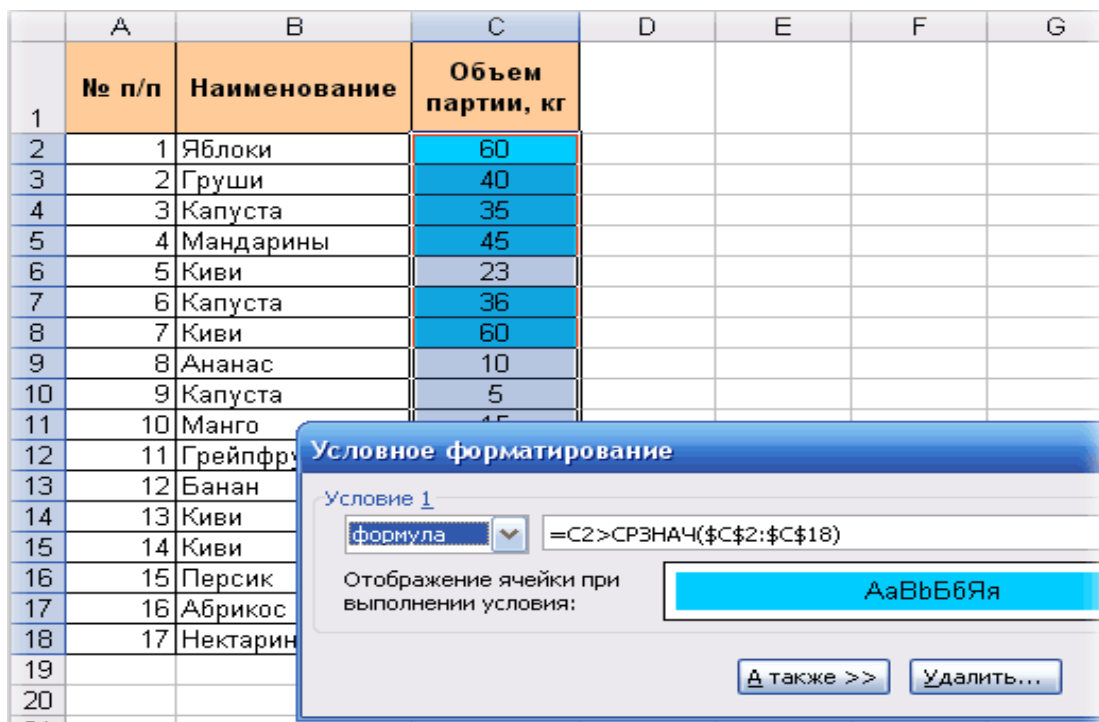 A B C D E F G
1 № п/п Наименование Объем партии, кг
2 1 Яблоки 60
3 2 Груши 40
4 3 Капуста 35
5 4 Мандарины 45
6 5 Киви 23
7 6 Капуста 36
8 7 Киви 60
9 8 Ананас 10
10 9 Капуста 5
11 10 Манго
12 11 Грейпфру
13 12 Банан
14 13 Киви
15 14 Киви
16 15 Персик
17 16 Абрикос
18 17 Нектарин
19
20
Условное форматирование
Условие 1
формула =C2>СРЗНАЧ($C$2:$C$18)
Отображение ячейки при
выполнении условия:
АаВbБбЯя
А также >> Удалить...